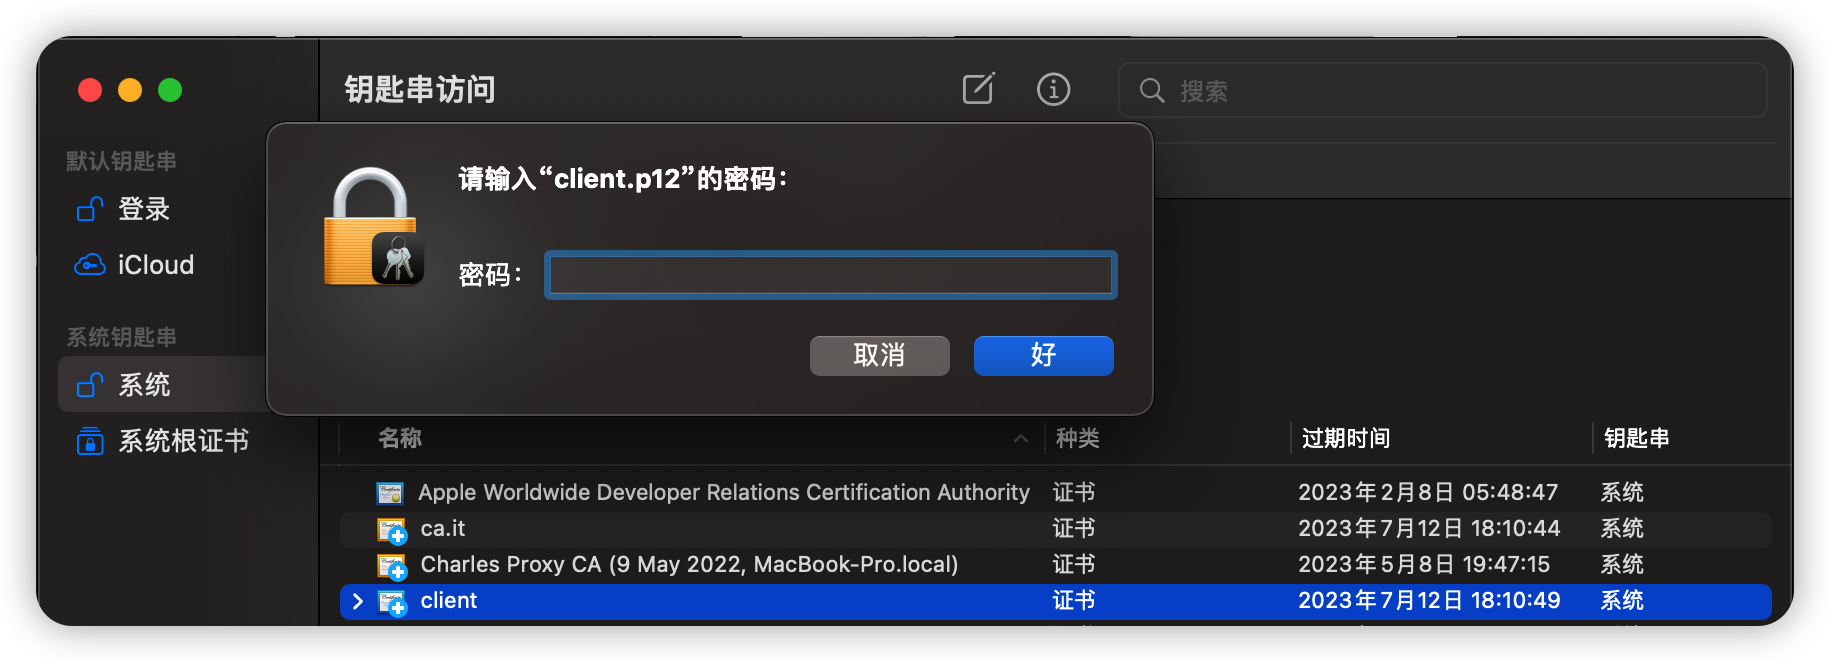 钥匙串访问
搜索
默认钥匙串
登录
iCloud
系统钥匙串
系统
系统根证书
请输入“client.p12”的密码：
密码：
取消 好
名称 种类 过期时间 钥匙串
Apple Worldwide Developer Relations Certification Authority 证书 2023年2月8日 05:48:47 系统
ca.it 证书 2023年7月12日 18:10:44 系统
Charles Proxy CA (9 May 2022, MacBook-Pro.local) 证书 2023年5月8日 19:47:15 系统
client 证书 2023年7月12日 18:10:49 系统